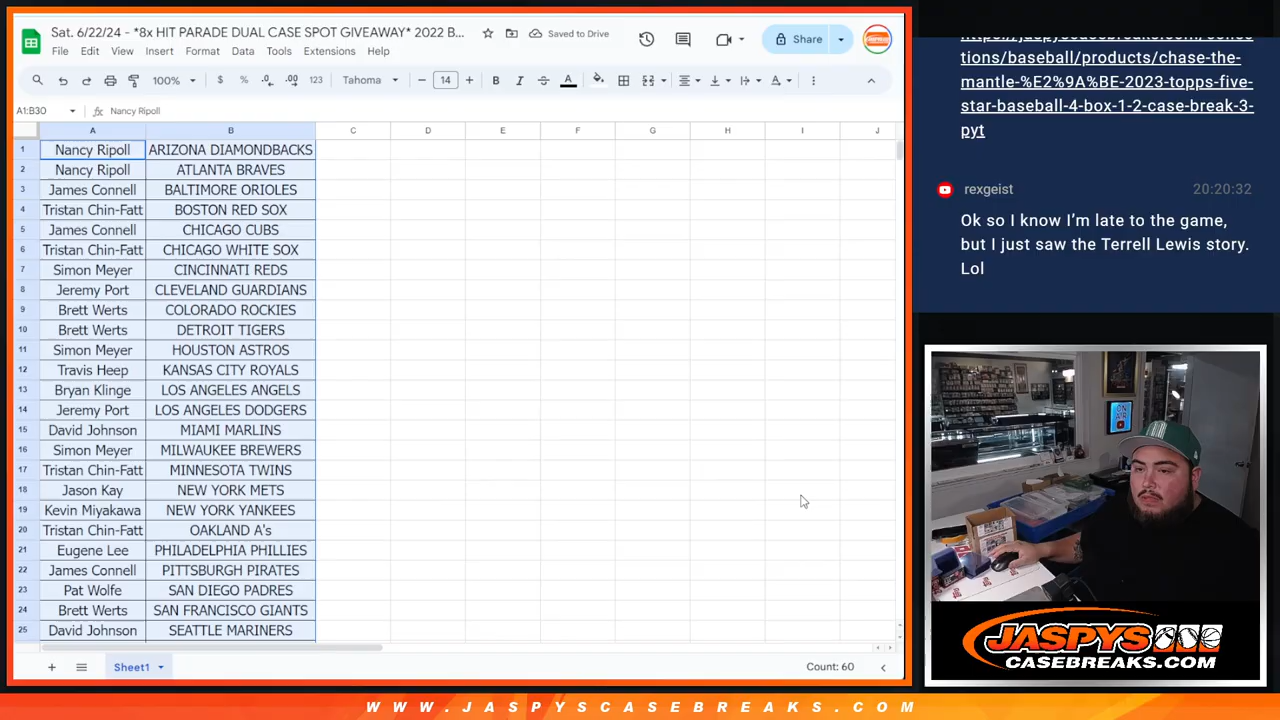 Sat. 6/22/24 - *8x HIT PARADE DUAL CASE SPOT GIVEAWAY* 2022 B...
Saved to Drive
Share
File Edit View Insert Format Data Tools Extensions Help
100% $ % .0 .00 123 Tahoma 14 B I A
A1:B30 fx Nancy Ripoll
A B C D E F G H I J
1 Nancy Ripoll ARIZONA DIAMONDBACKS
2 Nancy Ripoll ATLANTA BRAVES
3 James Connell BALTIMORE ORIOLES
4 Tristan Chin-Fatt BOSTON RED SOX
5 James Connell CHICAGO CUBS
6 Tristan Chin-Fatt CHICAGO WHITE SOX
7 Simon Meyer CINCINNATI REDS
8 Jeremy Port CLEVELAND GUARDIANS
9 Brett Werts COLORADO ROCKIES
10 Brett Werts DETROIT TIGERS
11 Simon Meyer HOUSTON ASTROS
12 Travis Heep KANSAS CITY ROYALS
13 Bryan Klinge LOS ANGELES ANGELS
14 Jeremy Port LOS ANGELES DODGERS
15 David Johnson MIAMI MARLINS
16 Simon Meyer MILWAUKEE BREWERS
17 Tristan Chin-Fatt MINNESOTA TWINS
18 Jason Kay NEW YORK METS
19 Kevin Miyakawa NEW YORK YANKEES
20 Tristan Chin-Fatt OAKLAND A's
21 Eugene Lee PHILADELPHIA PHILLIES
22 James Connell PITTSBURGH PIRATES
23 Pat Wolfe SAN DIEGO PADRES
24 Brett Werts SAN FRANCISCO GIANTS
25 David Johnson SEATTLE MARINERS
Sheet1
Count: 60
tions/baseball/products/chase-the-
mantle-%E2%9A%BE-2023-topps-five-
star-baseball-4-box-1-2-case-break-3-
pyt
rexgeist 20:20:32
Ok so I know I’m late to the game,
but I just saw the Terrell Lewis story.
Lol
ON
AIR
JASPYS
CASEBREAKS.COM
WWW.JASPYSCASEBREAKS.COM